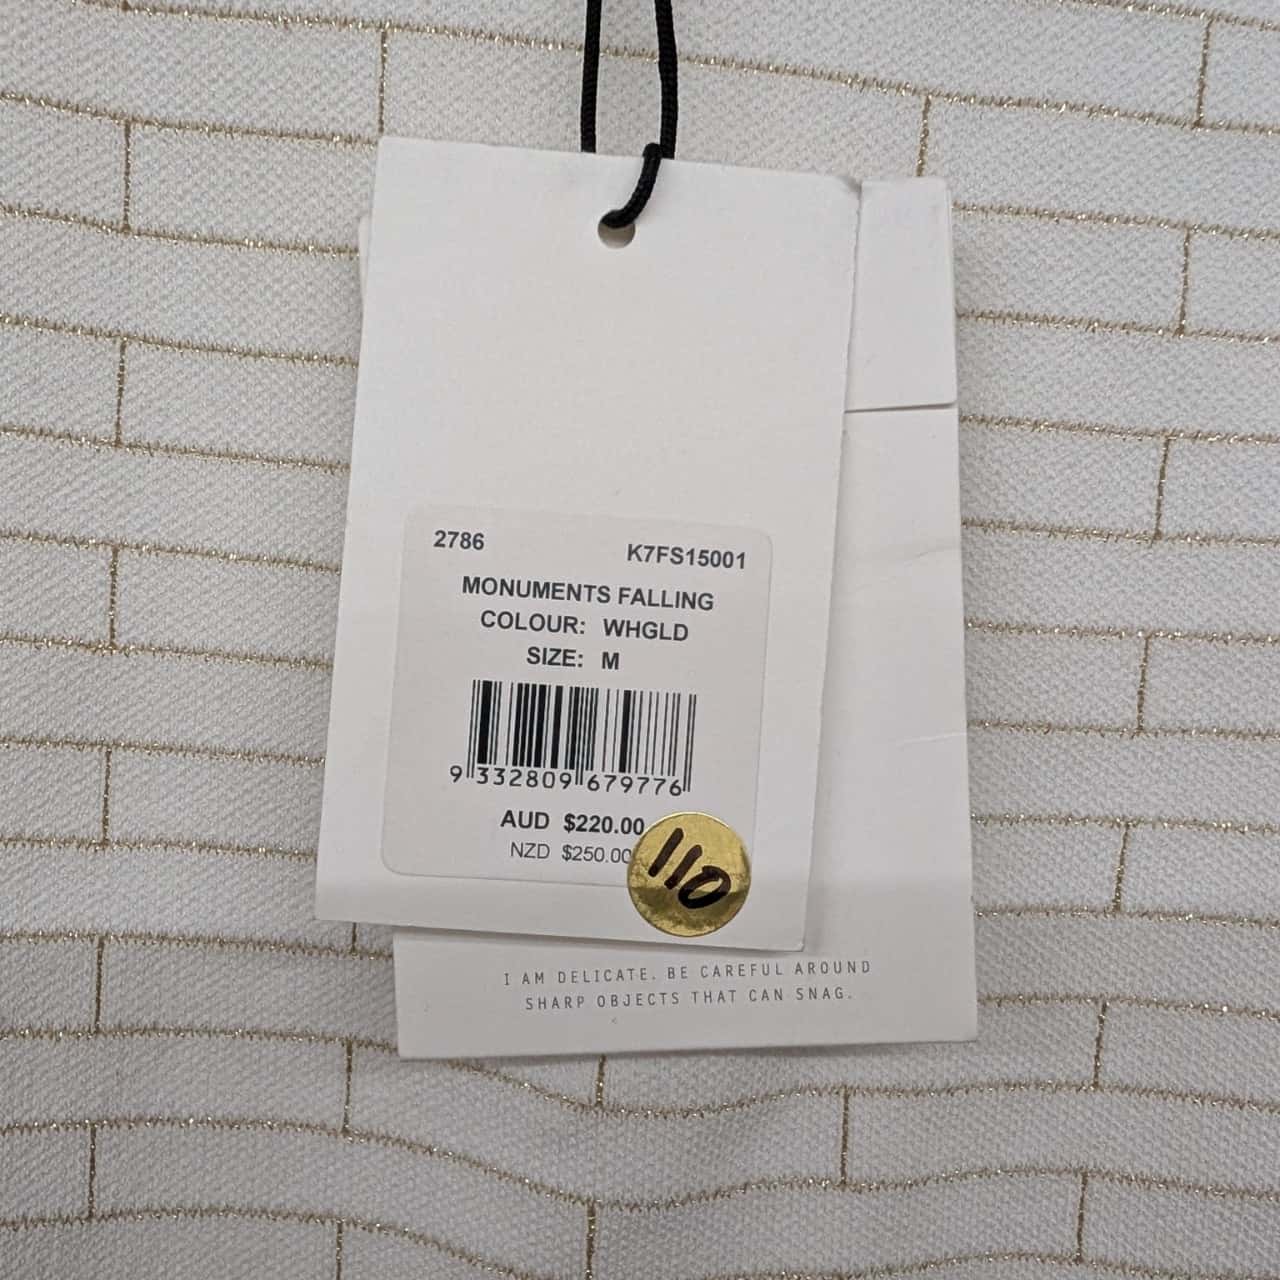 2786 K7FS15001
MONUMENTS FALLING
COLOUR: WHGLD
SIZE: M
9 332809 679776
AUD $220.00
NZD $250.00
110
I AM DELICATE. BE CAREFUL AROUND
SHARP OBJECTS THAT CAN SNAG.